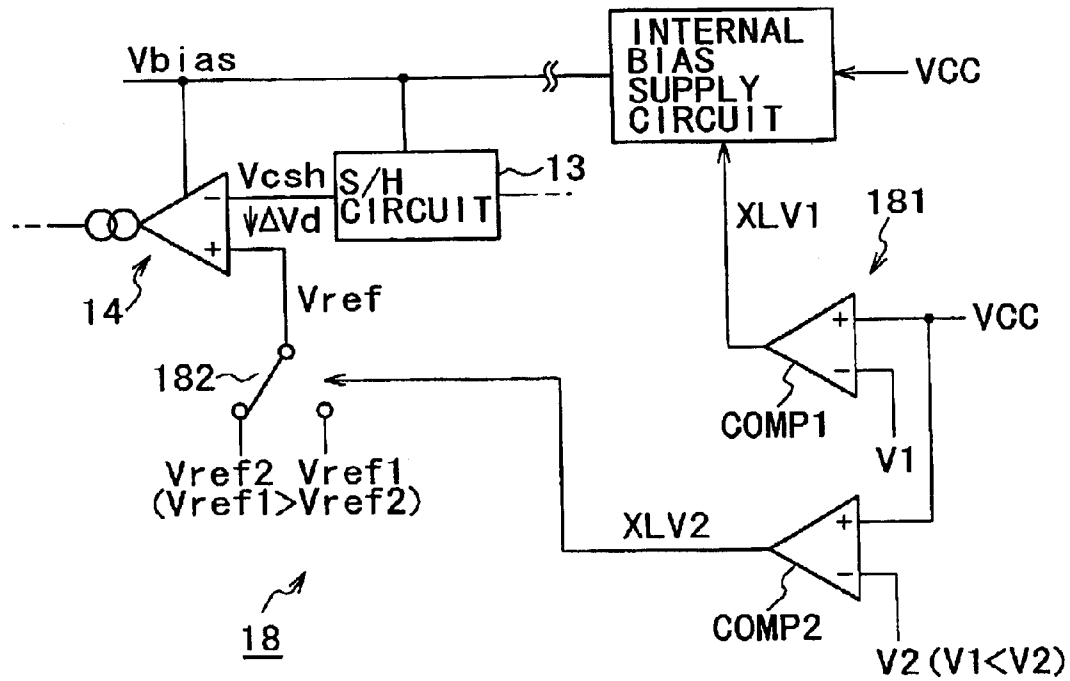 INTERNAL
BIAS
SUPPLY
CIRCUIT
Vbias
VCC
Vcsh
S/H
CIRCUIT
13
−
ΔVd
+
14
Vref
XLV1
181
+
VCC
−
COMP1
V1
182
Vref2 Vref1
(Vref1>Vref2)
XLV2
+
−
COMP2
V2(V1<V2)
18